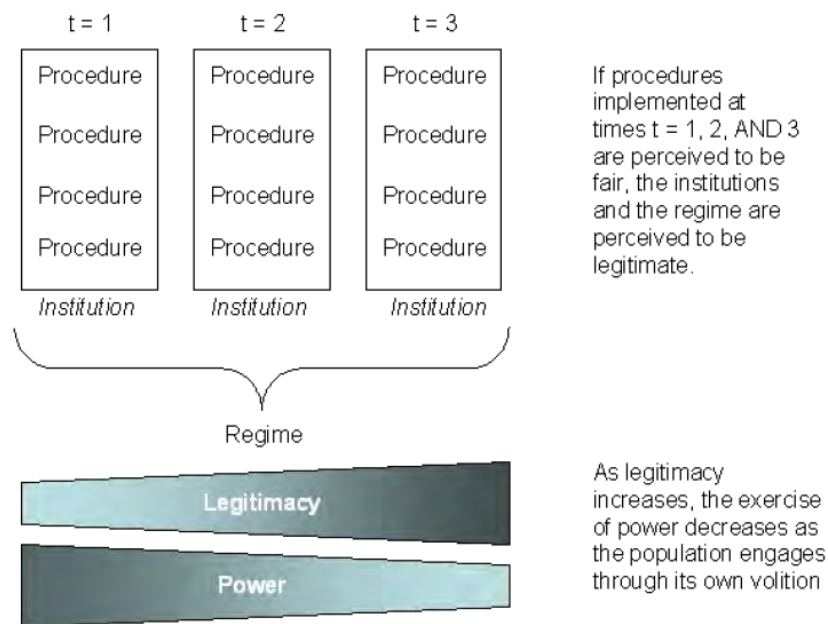 t = 1 t = 2 t = 3
Procedure Procedure Procedure
Procedure Procedure Procedure
Procedure Procedure Procedure
Procedure Procedure Procedure
Institution Institution Institution
If procedures
implemented at
times t = 1, 2, AND 3
are perceived to be
fair, the institutions
and the regime are
perceived to be
legitimate.
Regime
Legitimacy
Power
As legitimacy
increases, the exercise
of power decreases as
the population engages
through its own volition